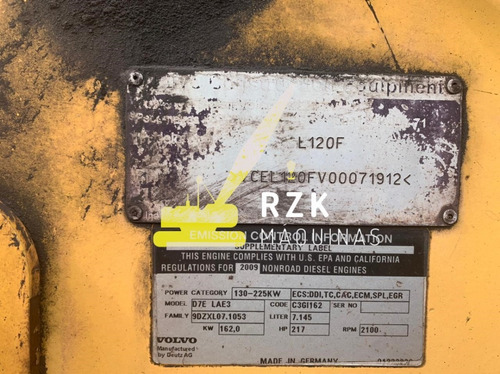 L120F
FV00071912<
RZK
MAQUINAS
EMISSION CONTROL INFORMATION
SUPPLEMENTARY LABEL
THIS ENGINE COMPLIES WITH U.S. EPA AND CALIFORNIA
REGULATIONS FOR 2009 NONROAD DIESEL ENGINES
POWER CATEGORY 130-225KW ECS:DDI,TC,CAC,ECM,SPL,EGR
MODEL D7E LAE3 CODE C3GI162 SER NO
FAMILY 9DZXL07.1053 LITER 7.145
KW 162,0 HP 217 RPM 2100
VOLVO
Manufactured
by Deutz AG
MADE IN GERMANY